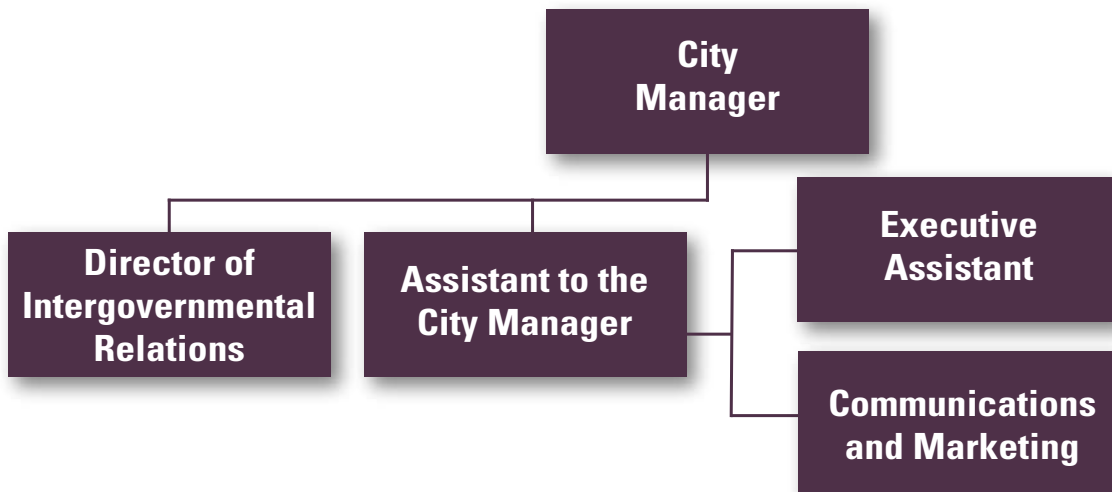 City
Manager
Director of
Intergovernmental
Relations
Assistant to the
City Manager
Executive
Assistant
Communications
and Marketing